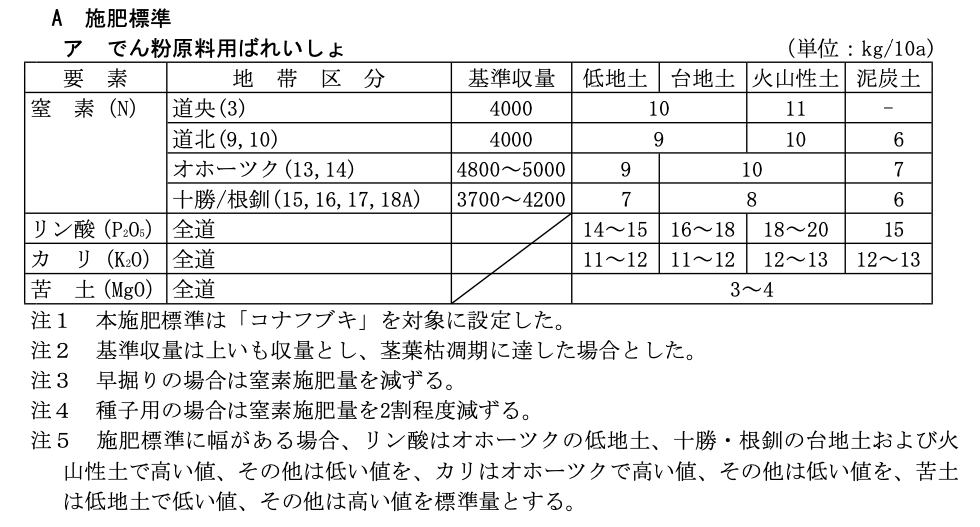 A 施肥標準
ア でん粉原料用ばれいしょ (単位：kg/10a)
要 素 地 帯 区 分 基準収量 低地土 台地土 火山性土 泥炭土
窒 素 (N) 道央(3) 4000 10 11 -
道北(9,10) 4000 9 10 6
オホーツク(13,14) 4800～5000 9 10 7
十勝/根釧(15,16,17,18A) 3700～4200 7 8 6
リン酸(P₂O₅) 全道 14～15 16～18 18～20 15
カ リ(K₂O) 全道 11～12 11～12 12～13 12～13
苦 土(MgO) 全道 3～4
注１ 本施肥標準は「コナフブキ」を対象に設定した。
注２ 基準収量は上いも収量とし、茎葉枯凋期に達した場合とした。
注３ 早掘りの場合は窒素施肥量を減ずる。
注４ 種子用の場合は窒素施肥量を2割程度減ずる。
注５ 施肥標準に幅がある場合、リン酸はオホーツクの低地土、十勝・根釧の台地土および火
山性土で高い値、その他は低い値を、カリはオホーツクで高い値、その他は低い値を、苦土
は低地土で低い値、その他は高い値を標準量とする。